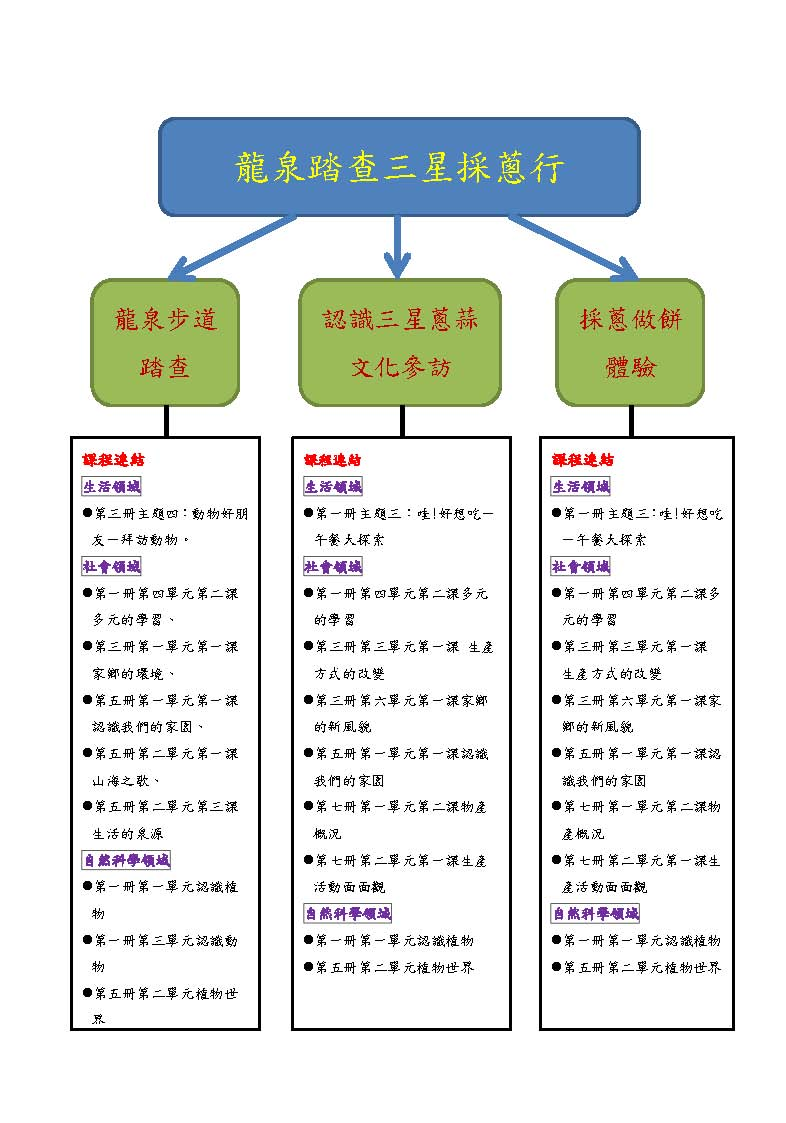 龍泉踏查三星採蔥行
龍泉步道
踏查
認識三星蔥蒜
文化參訪
採蔥做餅
體驗
課程連結
生活領域
●第三冊主題四：動物好朋
友－拜訪動物。
社會領域
●第一冊第四單元第二課
多元的學習、
●第三冊第一單元第一課
家鄉的環境、
●第五冊第一單元第一課
認識我們的家園、
●第五冊第二單元第一課
山海之歌、
●第五冊第二單元第三課
生活的泉源
自然科學領域
●第一冊第一單元認識植
物
●第一冊第三單元認識動
物
●第五冊第二單元植物世
界
課程連結
生活領域
●第一冊主題三：哇!好想吃－
午餐大探索
社會領域
●第一冊第四單元第二課多元
的學習
●第三冊第三單元第一課 生產
方式的改變
●第三冊第六單元第一課家鄉
的新風貌
●第五冊第一單元第一課認識
我們的家園
●第七冊第一單元第二課物產
概況
●第七冊第二單元第一課生產
活動面面觀
自然科學領域
●第一冊第一單元認識植物
●第五冊第二單元植物世界
課程連結
生活領域
●第一冊主題三:哇!好想吃
－午餐大探索
社會領域
●第一冊第四單元第二課多
元的學習
●第三冊第三單元第一課
生產方式的改變
●第三冊第六單元第一課家
鄉的新風貌
●第五冊第一單元第一課認
識我們的家園
●第七冊第一單元第二課物
產概況
●第七冊第二單元第一課生
產活動面面觀
自然科學領域
●第一冊第一單元認識植物
●第五冊第二單元植物世界